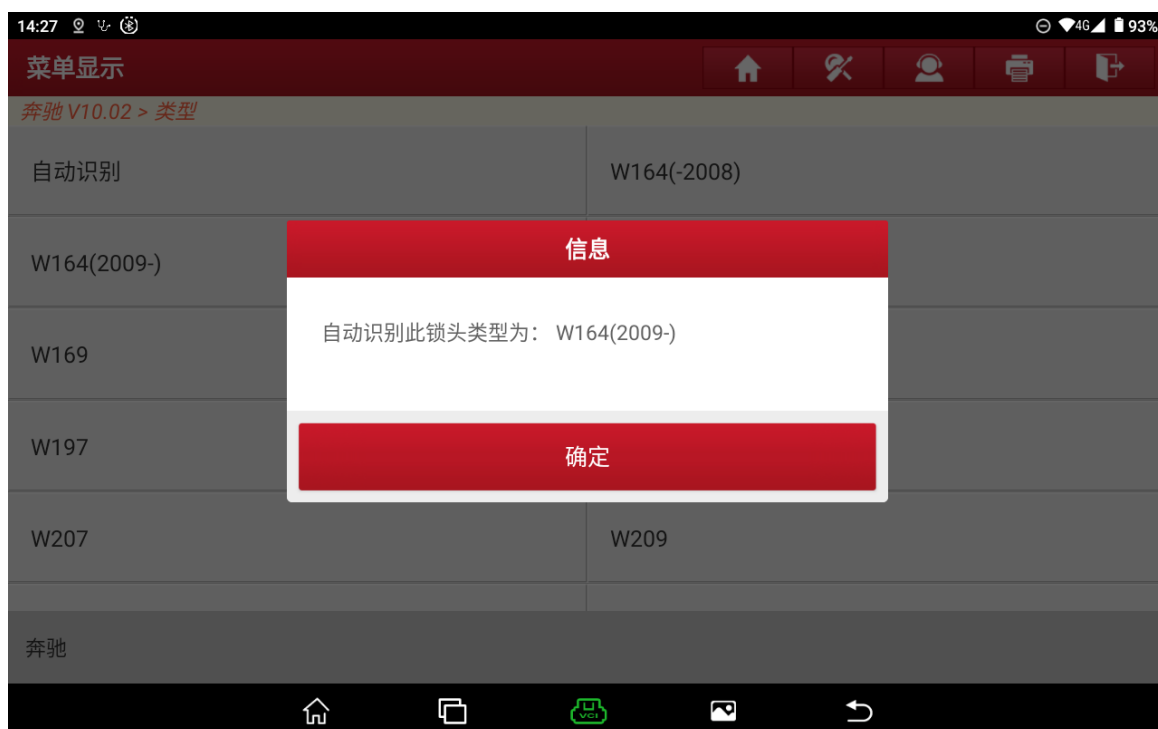 14:27 4G 93%
菜单显示
奔驰 V10.02 > 类型
自动识别 W164(-2008)
W164(2009-)
信息
自动识别此锁头类型为： W164(2009-)
W169
W197
确定
W207 W209
奔驰
VCI